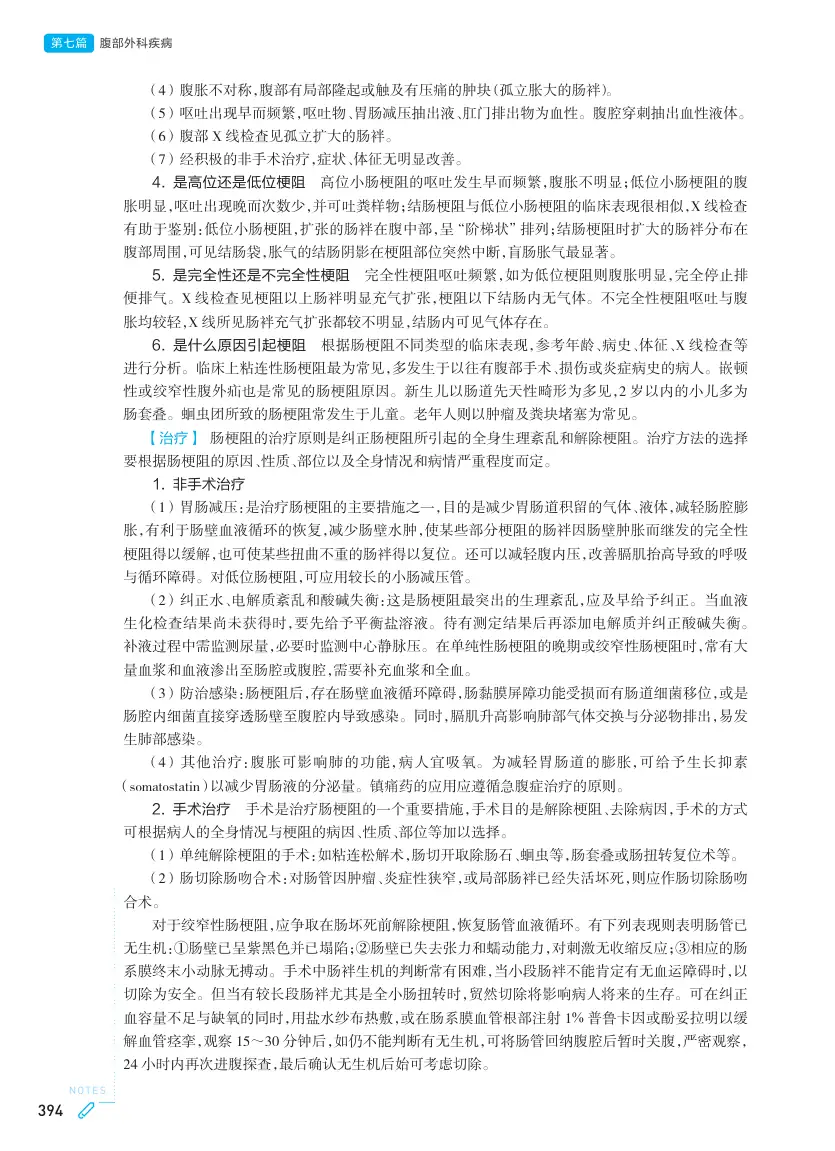 第七篇 腹部外科疾病
（4）腹胀不对称,腹部有局部隆起或触及有压痛的肿块（孤立胀大的肠袢）。
（5）呕吐出现早而频繁,呕吐物、胃肠减压抽出液、肛门排出物为血性。腹腔穿刺抽出血性液体。
（6）腹部 X 线检查见孤立扩大的肠袢。
（7）经积极的非手术治疗,症状、体征无明显改善。
4. 是高位还是低位梗阻 高位小肠梗阻的呕吐发生早而频繁,腹胀不明显;低位小肠梗阻的腹
胀明显,呕吐出现晚而次数少,并可吐粪样物;结肠梗阻与低位小肠梗阻的临床表现很相似,X 线检查
有助于鉴别:低位小肠梗阻,扩张的肠袢在腹中部,呈“阶梯状”排列;结肠梗阻时扩大的肠袢分布在
腹部周围,可见结肠袋,胀气的结肠阴影在梗阻部位突然中断,盲肠胀气最显著。
5. 是完全性还是不完全性梗阻 完全性梗阻呕吐频繁,如为低位梗阻则腹胀明显,完全停止排
便排气。X 线检查见梗阻以上肠袢明显充气扩张,梗阻以下结肠内无气体。不完全性梗阻呕吐与腹
胀均较轻,X 线所见肠袢充气扩张都较不明显,结肠内可见气体存在。
6. 是什么原因引起梗阻 根据肠梗阻不同类型的临床表现,参考年龄、病史、体征、X 线检查等
进行分析。临床上粘连性肠梗阻最为常见,多发生于以往有腹部手术、损伤或炎症病史的病人。嵌顿
性或绞窄性腹外疝也是常见的肠梗阻原因。新生儿以肠道先天性畸形为多见,2 岁以内的小儿多为
肠套叠。蛔虫团所致的肠梗阻常发生于儿童。老年人则以肿瘤及粪块堵塞为常见。
【治疗】 肠梗阻的治疗原则是纠正肠梗阻所引起的全身生理紊乱和解除梗阻。治疗方法的选择
要根据肠梗阻的原因、性质、部位以及全身情况和病情严重程度而定。
1. 非手术治疗
（1）胃肠减压:是治疗肠梗阻的主要措施之一,目的是减少胃肠道积留的气体、液体,减轻肠腔膨
胀,有利于肠壁血液循环的恢复,减少肠壁水肿,使某些部分梗阻的肠袢因肠壁肿胀而继发的完全性
梗阻得以缓解,也可使某些扭曲不重的肠袢得以复位。还可以减轻腹内压,改善膈肌抬高导致的呼吸
与循环障碍。对低位肠梗阻,可应用较长的小肠减压管。
（2）纠正水、电解质紊乱和酸碱失衡:这是肠梗阻最突出的生理紊乱,应及早给予纠正。当血液
生化检查结果尚未获得时,要先给予平衡盐溶液。待有测定结果后再添加电解质并纠正酸碱失衡。
补液过程中需监测尿量,必要时监测中心静脉压。在单纯性肠梗阻的晚期或绞窄性肠梗阻时,常有大
量血浆和血液渗出至肠腔或腹腔,需要补充血浆和全血。
（3）防治感染:肠梗阻后,存在肠壁血液循环障碍,肠黏膜屏障功能受损而有肠道细菌移位,或是
肠腔内细菌直接穿透肠壁至腹腔内导致感染。同时,膈肌升高影响肺部气体交换与分泌物排出,易发
生肺部感染。
（4）其他治疗:腹胀可影响肺的功能,病人宜吸氧。为减轻胃肠道的膨胀,可给予生长抑素
（somatostatin）以减少胃肠液的分泌量。镇痛药的应用应遵循急腹症治疗的原则。
2. 手术治疗 手术是治疗肠梗阻的一个重要措施,手术目的是解除梗阻、去除病因,手术的方式
可根据病人的全身情况与梗阻的病因、性质、部位等加以选择。
（1）单纯解除梗阻的手术:如粘连松解术,肠切开取除肠石、蛔虫等,肠套叠或肠扭转复位术等。
（2）肠切除肠吻合术:对肠管因肿瘤、炎症性狭窄,或局部肠袢已经失活坏死,则应作肠切除肠吻
合术。
对于绞窄性肠梗阻,应争取在肠坏死前解除梗阻,恢复肠管血液循环。有下列表现则表明肠管已
无生机:①肠壁已呈紫黑色并已塌陷;②肠壁已失去张力和蠕动能力,对刺激无收缩反应;③相应的肠
系膜终末小动脉无搏动。手术中肠袢生机的判断常有困难,当小段肠袢不能肯定有无血运障碍时,以
切除为安全。但当有较长段肠袢尤其是全小肠扭转时,贸然切除将影响病人将来的生存。可在纠正
血容量不足与缺氧的同时,用盐水纱布热敷,或在肠系膜血管根部注射 1% 普鲁卡因或酚妥拉明以缓
解血管痉挛,观察 15～30 分钟后,如仍不能判断有无生机,可将肠管回纳腹腔后暂时关腹,严密观察,
24 小时内再次进腹探查,最后确认无生机后始可考虑切除。
NOTES
394